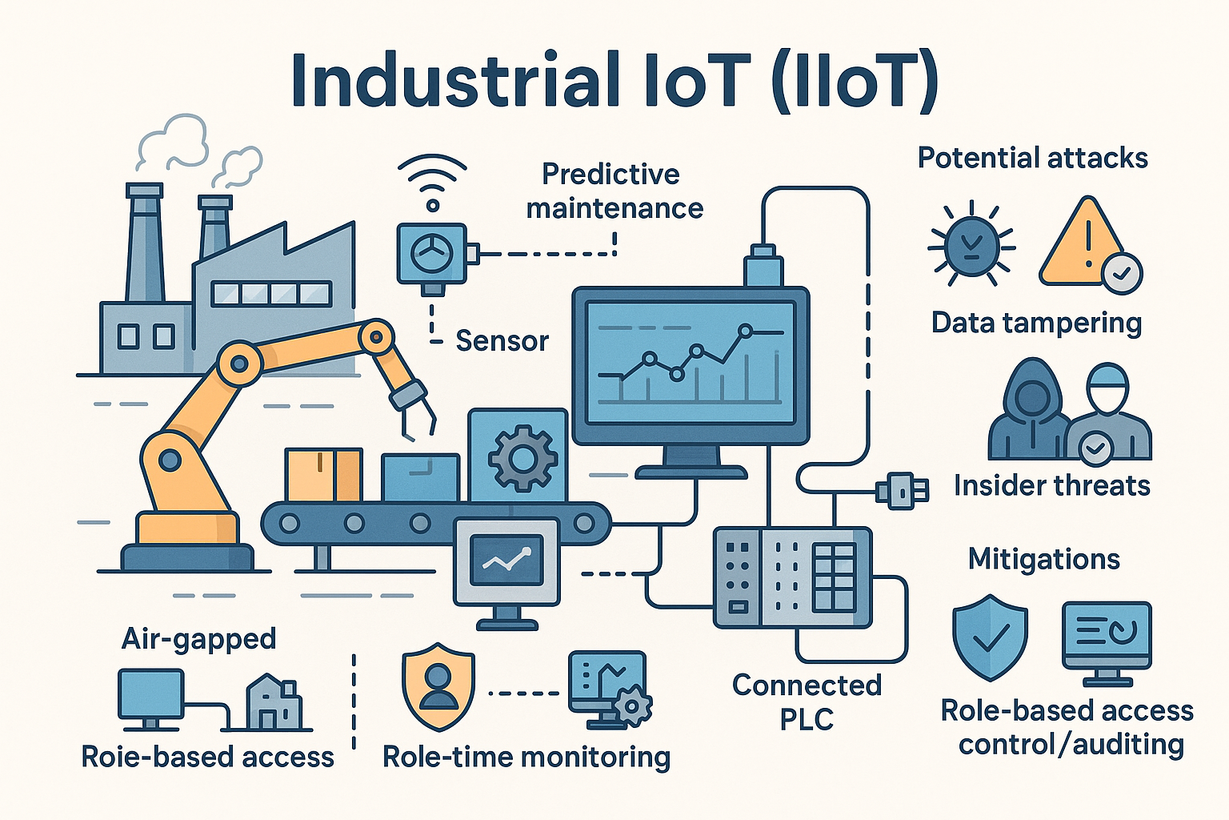 Industrial IoT (IIoT)
Predictive
maintenance
Sensor
Potential attacks
Data tampering
Insider threats
Mitigations
Role-based access
control/auditing
Connected
PLC
Air-gapped
Roie-based access
Role-time monitoring